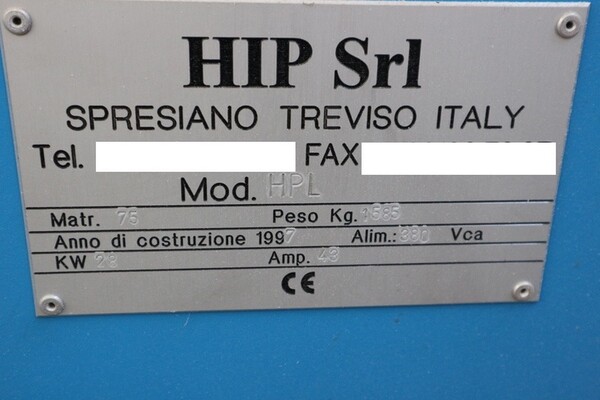 HIP Srl
SPRESIANO TREVISO ITALY
Tel. FAX
Mod. HPL
Matr. 75 Peso Kg. 1585
Anno di costruzione 1997 Alim.: 380 Vca
KW 28 Amp. 43
CE